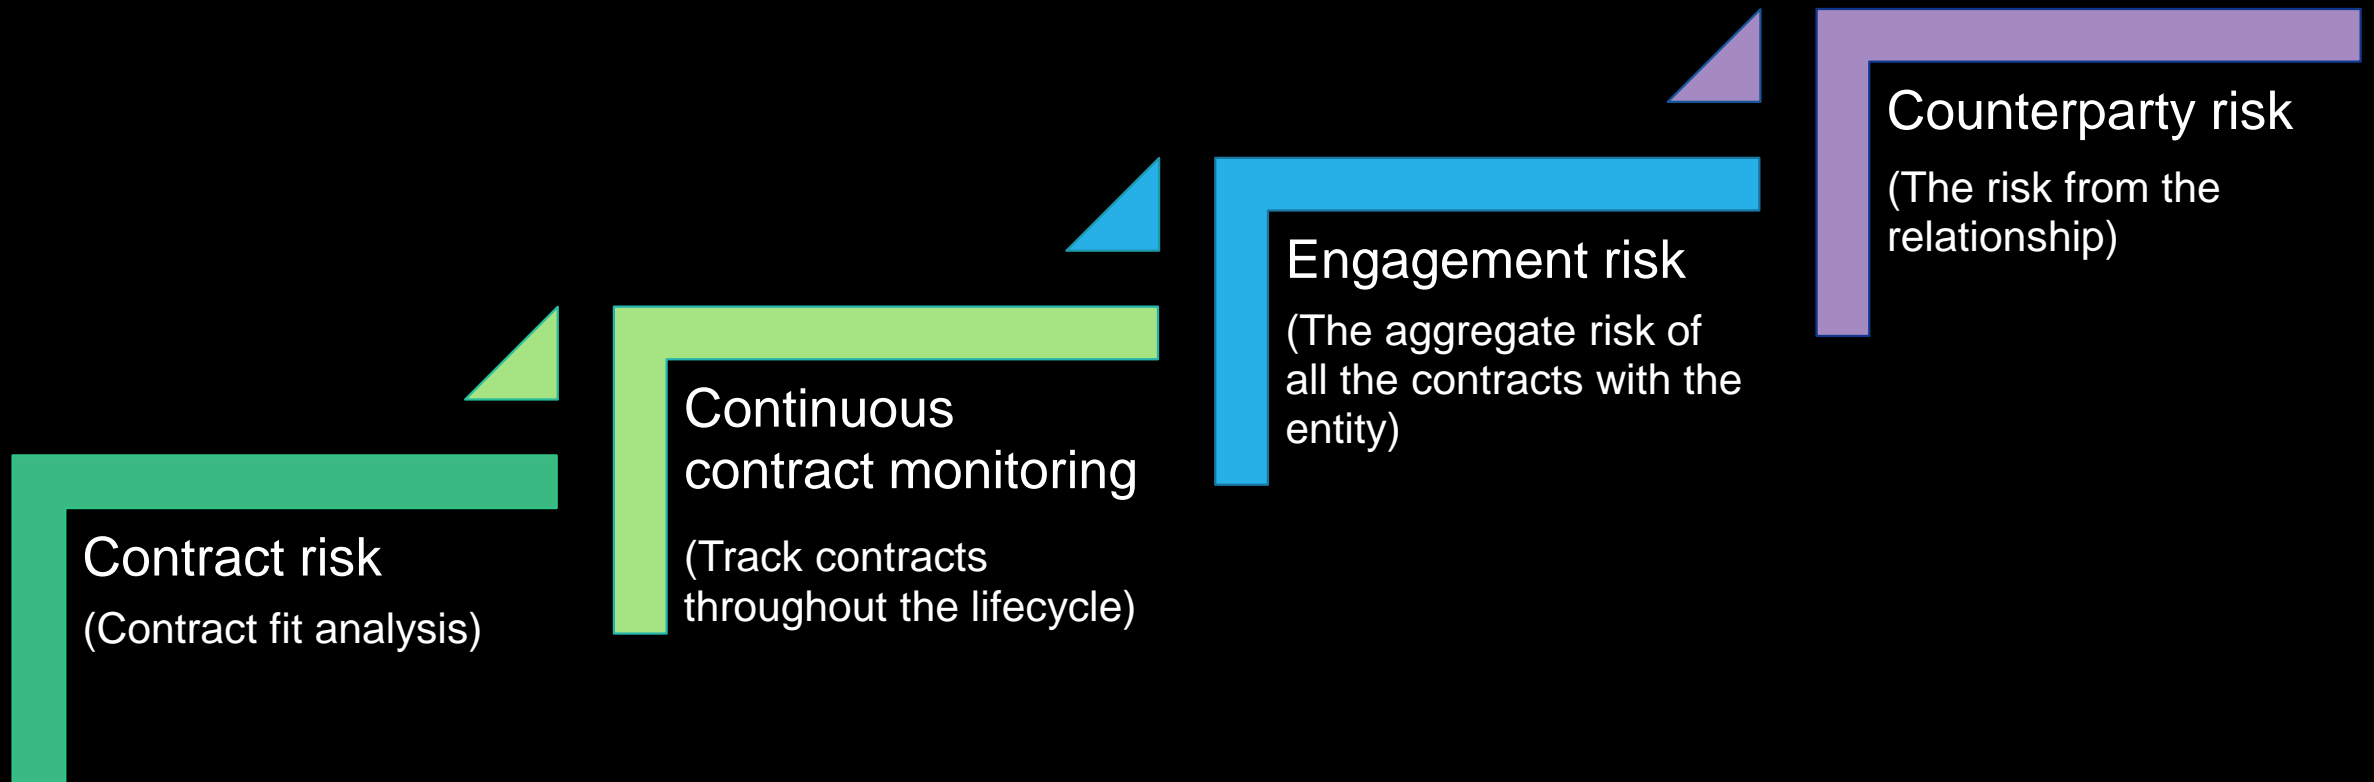 Contract risk
(Contract fit analysis)
Continuous
contract monitoring
(Track contracts
throughout the lifecycle)
Engagement risk
(The aggregate risk of
all the contracts with the
entity)
Counterparty risk
(The risk from the
relationship)